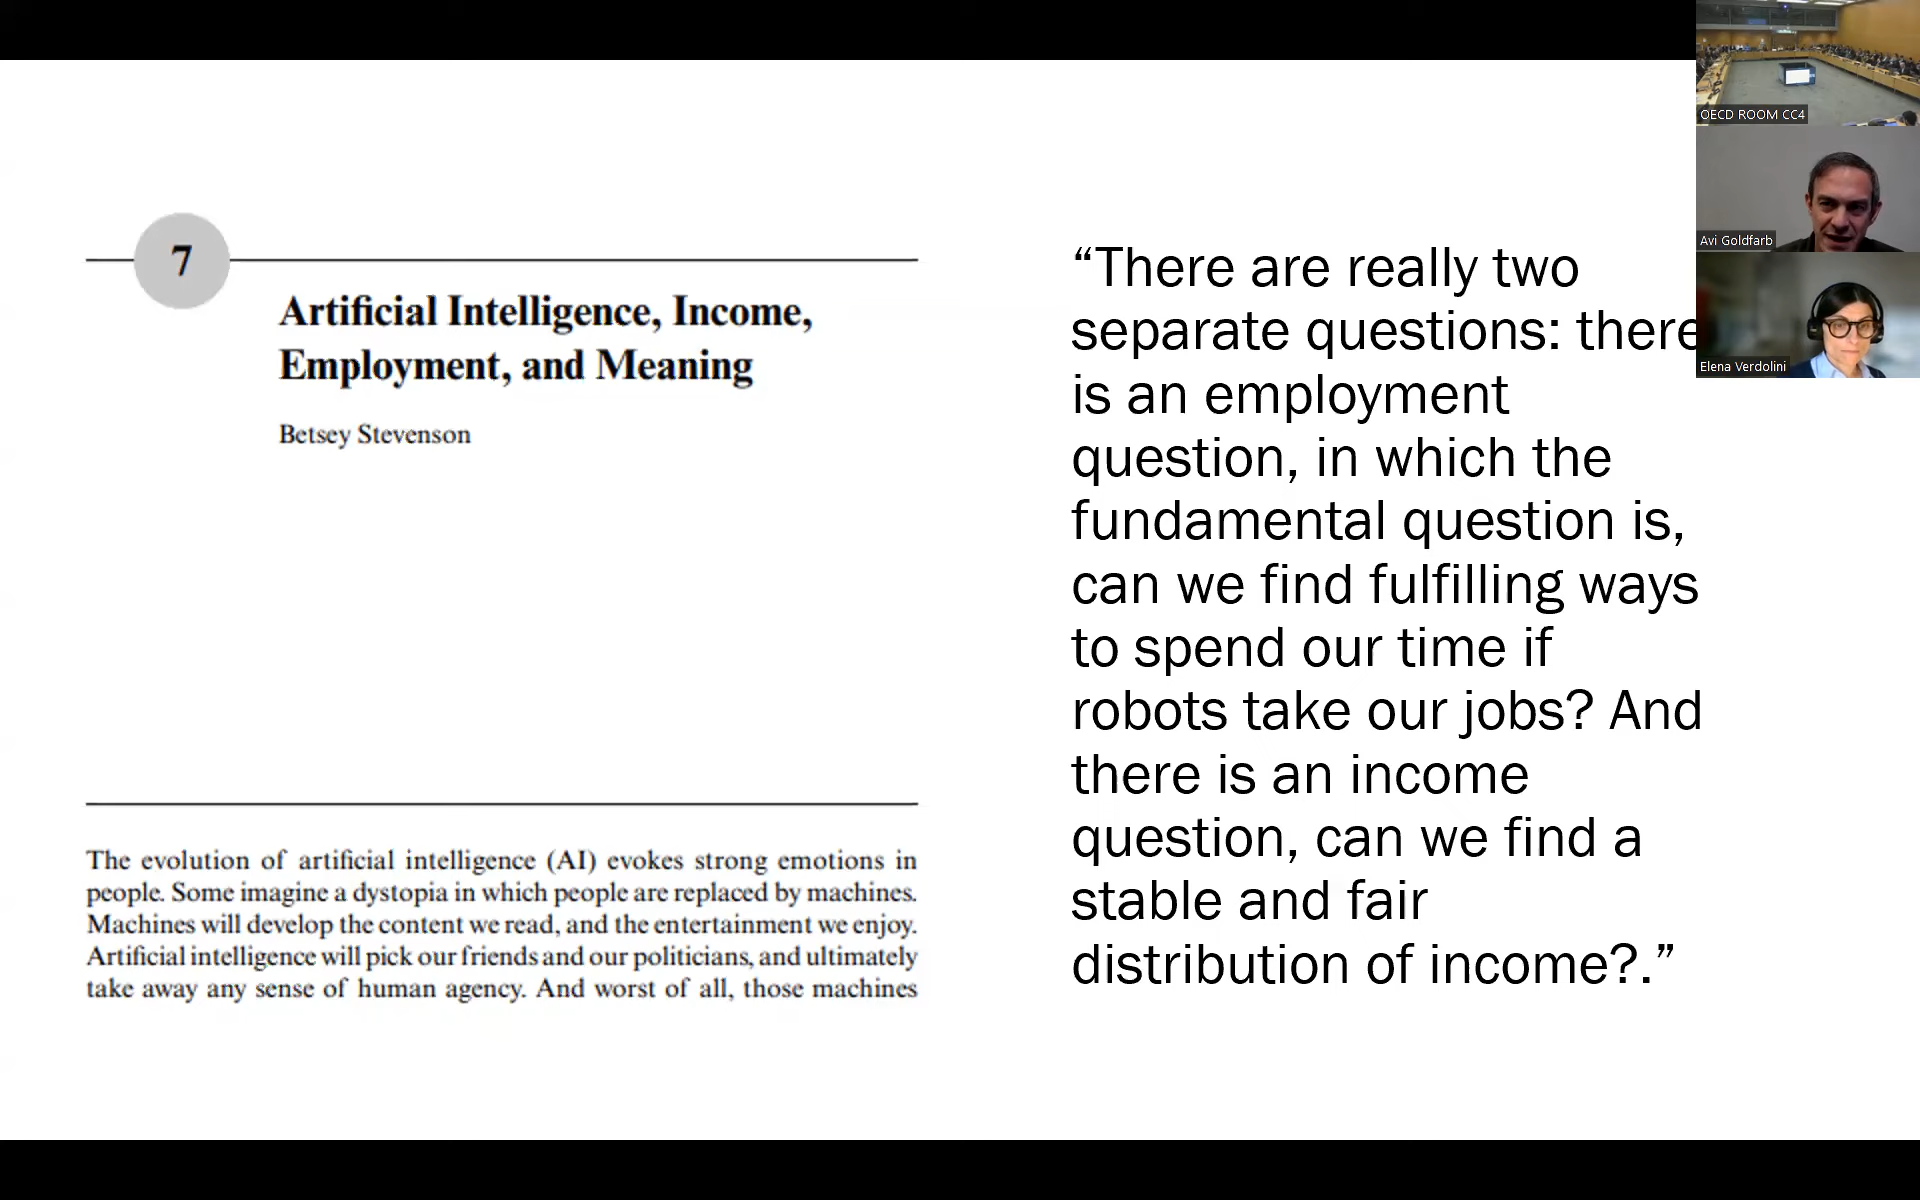 7
Artificial Intelligence, Income,
Employment, and Meaning
Betsey Stevenson
The evolution of artificial intelligence (AI) evokes strong emotions in
people. Some imagine a dystopia in which people are replaced by machines.
Machines will develop the content we read, and the entertainment we enjoy.
Artificial intelligence will pick our friends and our politicians, and ultimately
take away any sense of human agency. And worst of all, those machines
“There are really two
separate questions: there
is an employment
question, in which the
fundamental question is,
can we find fulfilling ways
to spend our time if
robots take our jobs? And
there is an income
question, can we find a
stable and fair
distribution of income?.”
OECD ROOM CC4
Avi Goldfarb
Elena Verdolini